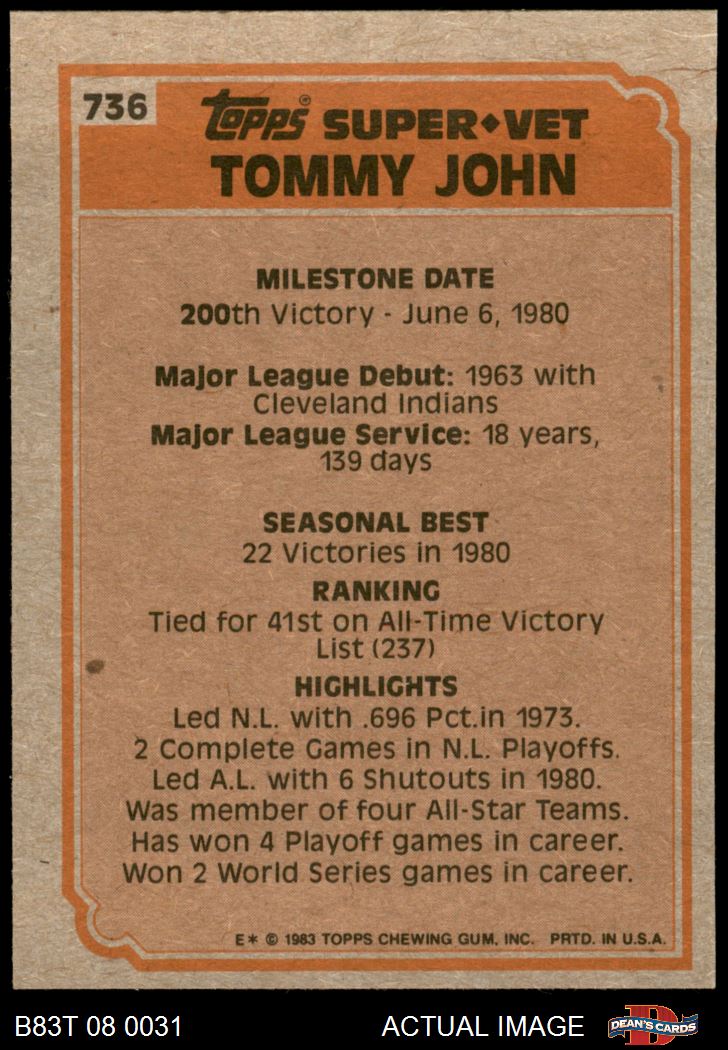 736
Topps® SUPER◆VET
TOMMY JOHN
MILESTONE DATE
200th Victory - June 6, 1980
Major League Debut: 1963 with
Cleveland Indians
Major League Service: 18 years,
139 days
SEASONAL BEST
22 Victories in 1980
RANKING
Tied for 41st on All-Time Victory
List (237)
HIGHLIGHTS
Led N.L. with .696 Pct.in 1973.
2 Complete Games in N.L. Playoffs.
Led A.L. with 6 Shutouts in 1980.
Was member of four All-Star Teams.
Has won 4 Playoff games in career.
Won 2 World Series games in career.
E* © 1983 TOPPS CHEWING GUM, INC. PRTD. IN U.S.A.
B83T 08 0031
ACTUAL IMAGE
D
DEAN'S CARDS